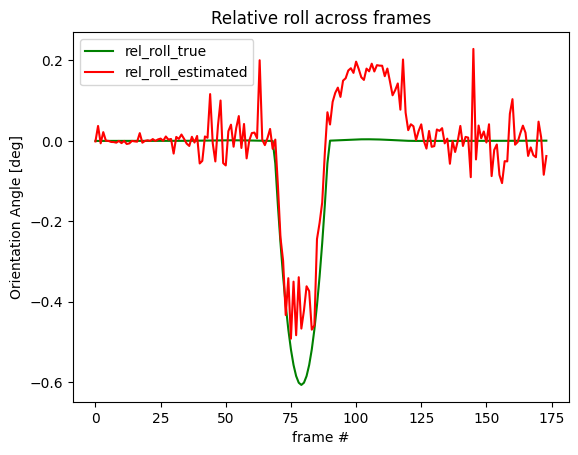 Relative roll across frames
rel_roll_true
rel_roll_estimated
Orientation Angle [deg]
0.2
0.0
−0.2
−0.4
−0.6
0 25 50 75 100 125 150 175
frame #